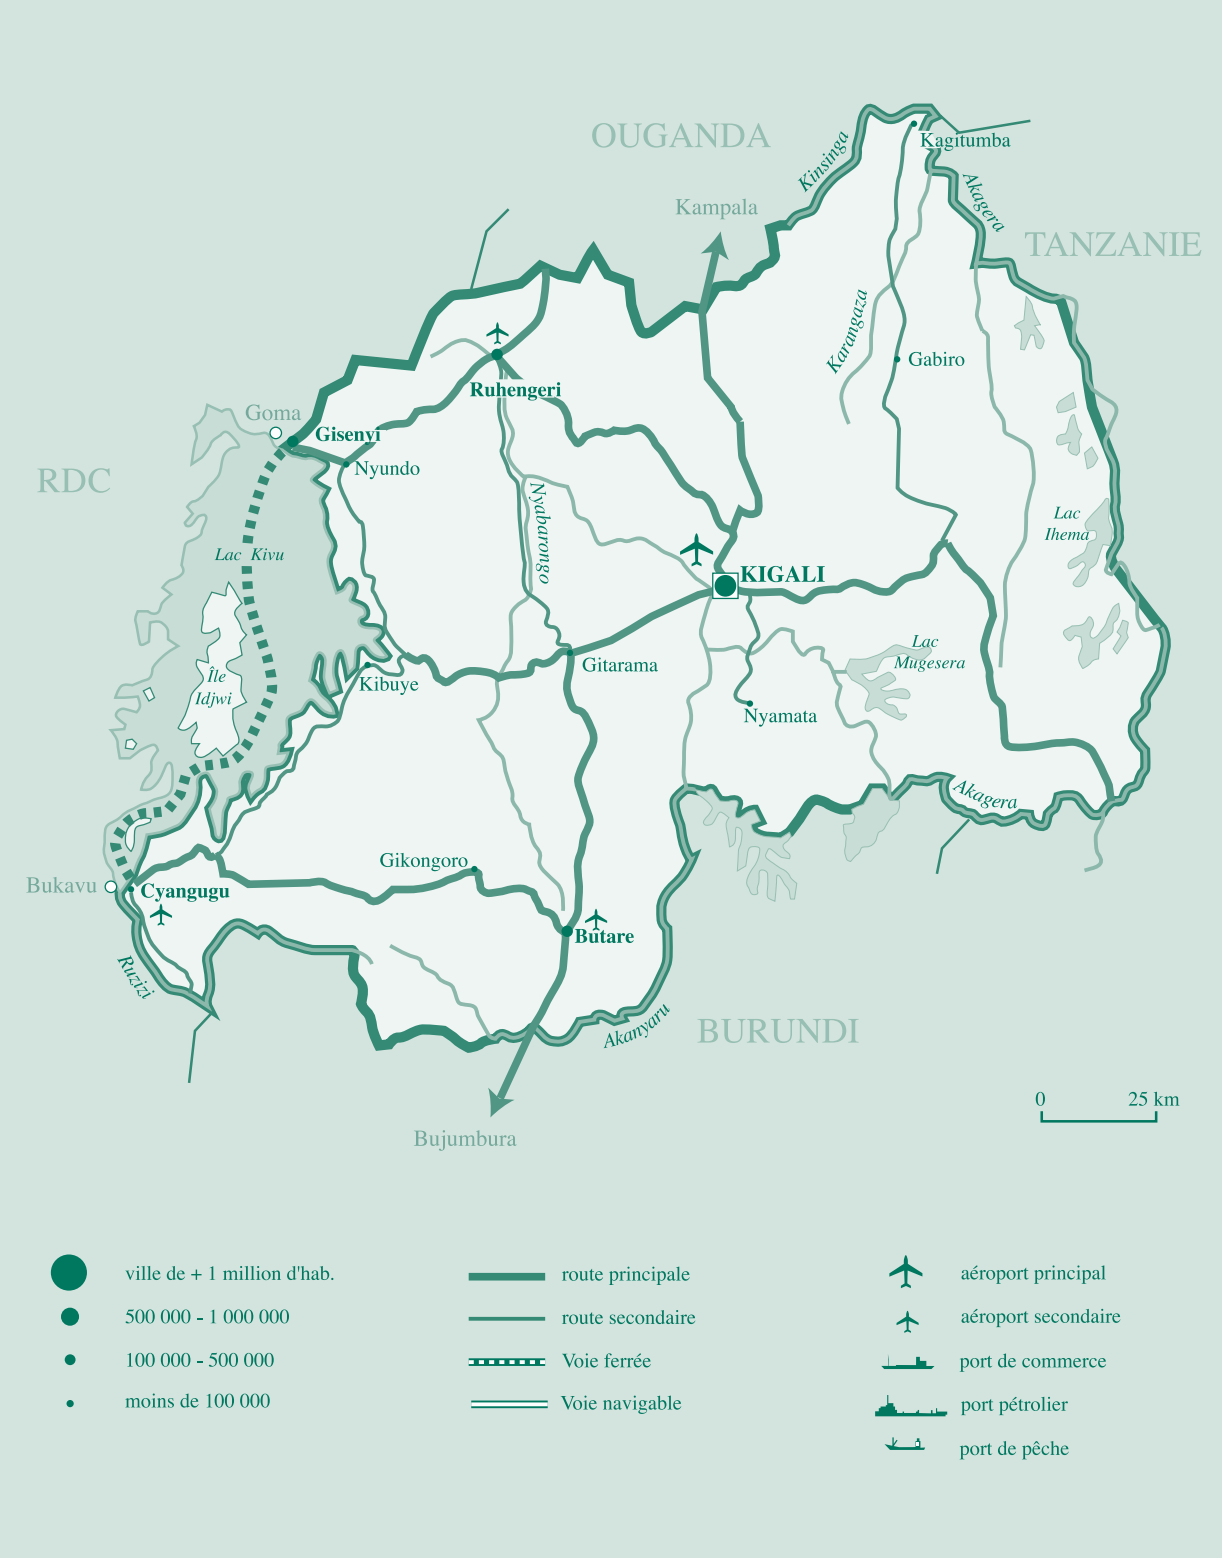 OUGANDA
Kinsinga
Kagitumba
Akagera
Kampala
TANZANIE
Karangaza
Gabiro
Ruhengeri
Goma
Gisenyi
Nyundo
RDC
Nyabarongo
Lac
Ihema
Lac Kivu
KIGALI
Lac
Mugesera
Gitarama
Île
Idjwi
Kibuye
Nyamata
Akagera
Gikongoro
Bukavu
Cyangugu
Butare
Ruzizi
Akanyaru
BURUNDI
0 25 km
Bujumbura
ville de + 1 million d'hab.
500 000 - 1 000 000
100 000 - 500 000
moins de 100 000
route principale
route secondaire
Voie ferrée
Voie navigable
aéroport principal
aéroport secondaire
port de commerce
port pétrolier
port de pêche